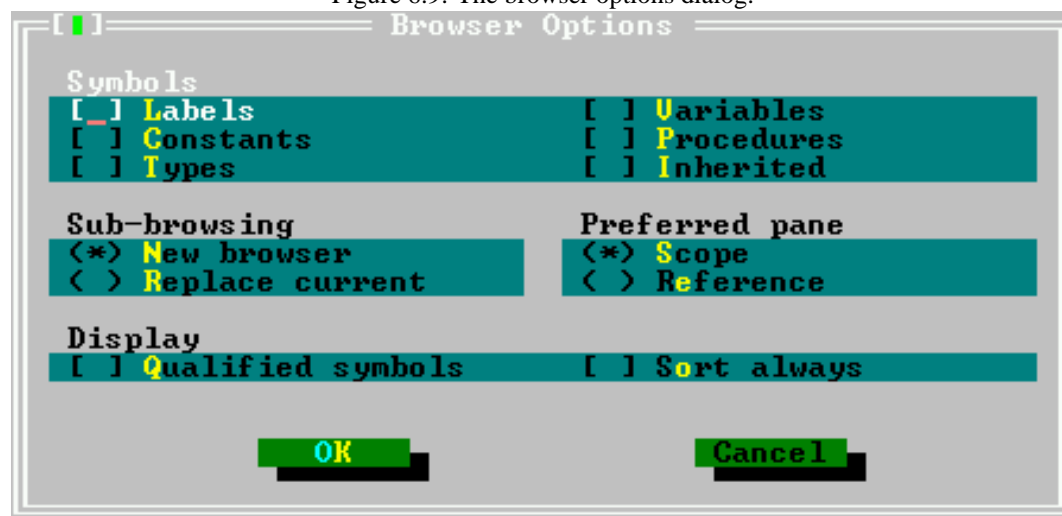 Figure 6.9: The browser options dialog.
[ ] Browser Options
Symbols
[_] Labels [ ] Variables
[ ] Constants [ ] Procedures
[ ] Types [ ] Inherited
Sub-browsing Preferred pane
(*) New browser (*) Scope
( ) Replace current ( ) Reference
Display
[ ] Qualified symbols [ ] Sort always
OK Cancel